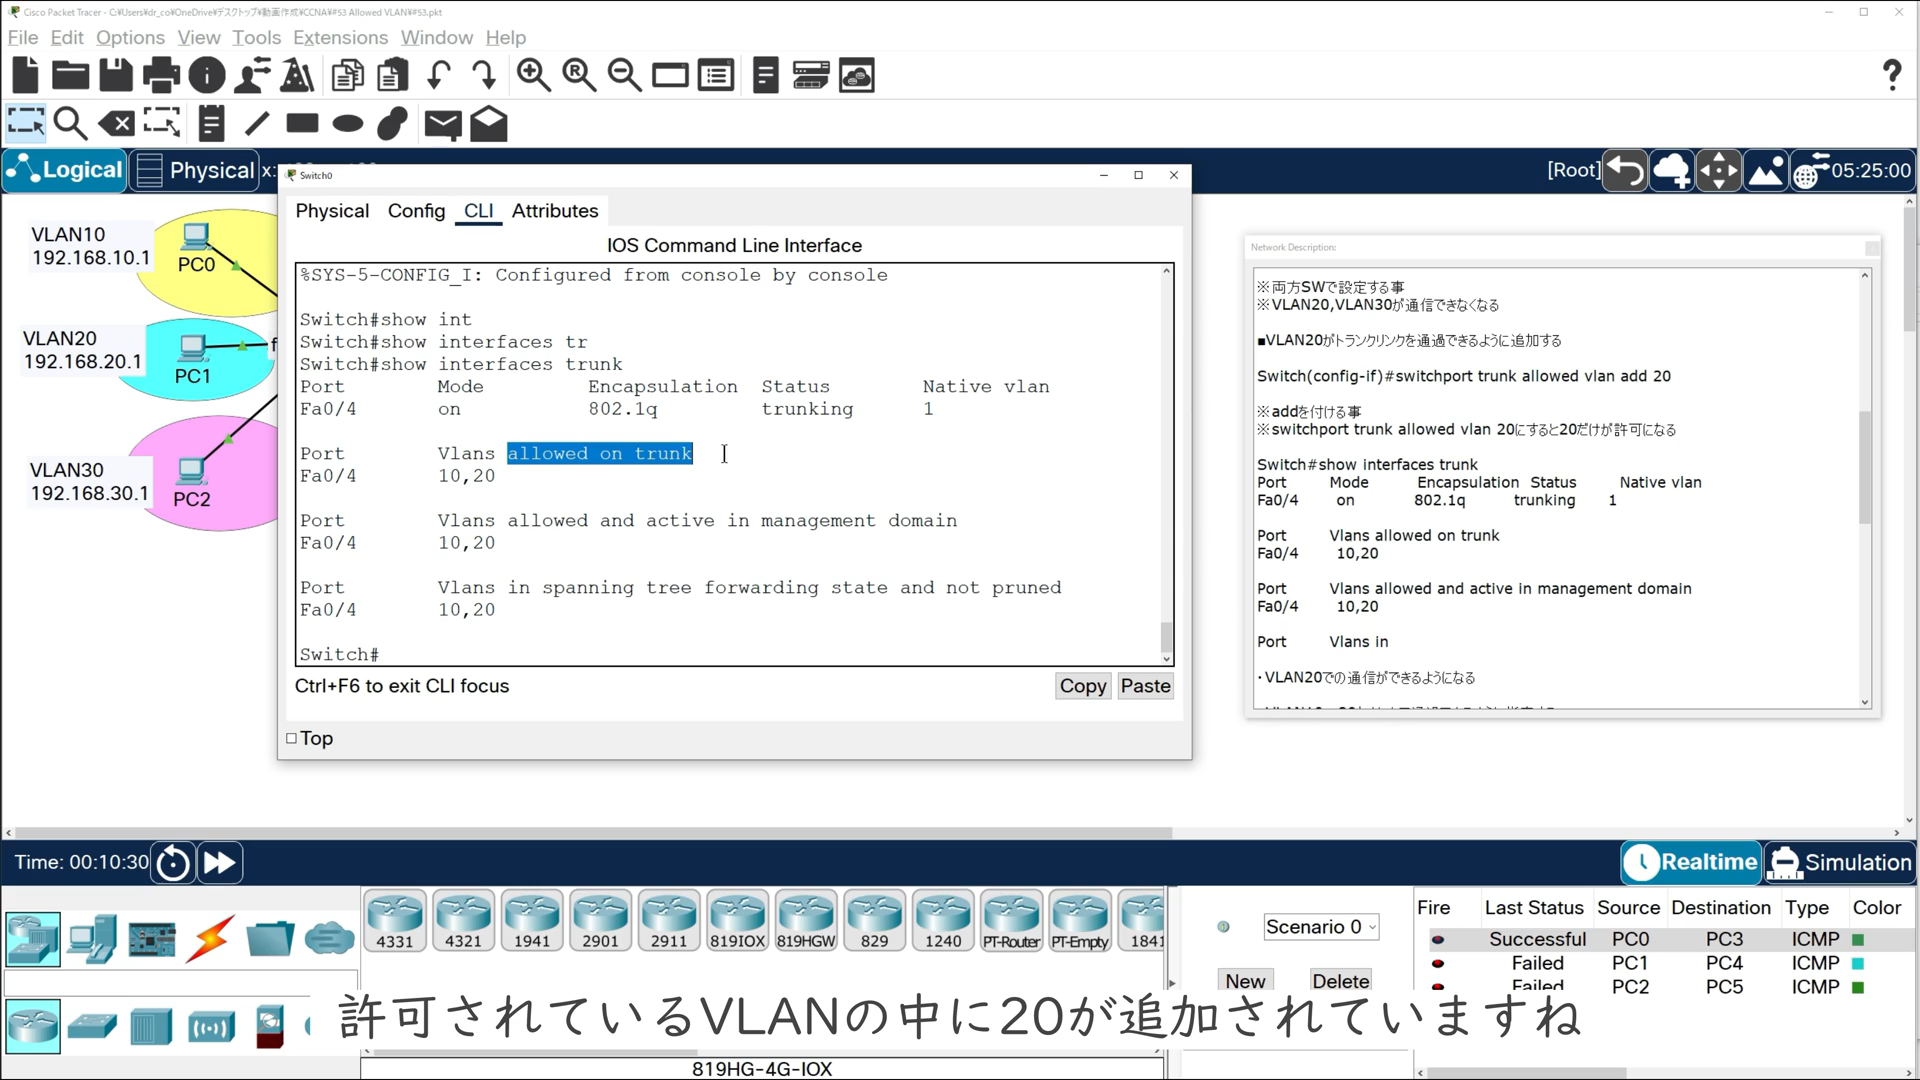 Cisco Packet Tracer - C:¥Users¥dr_co¥OneDrive¥デスクトップ¥動画作成¥CCNA¥#53 Allowed VLAN¥#53.pkt
File Edit Options View Tools Extensions Window Help
Logical Physical x:
[Root] 05:25:00
VLAN10
192.168.10.1
PC0
VLAN20
192.168.20.1
PC1
VLAN30
192.168.30.1
PC2
Switch0
Physical Config CLI Attributes
IOS Command Line Interface
%SYS-5-CONFIG_I: Configured from console by console
Switch#show int
Switch#show interfaces tr
Switch#show interfaces trunk
Port Mode Encapsulation Status Native vlan
Fa0/4 on 802.1q trunking 1
Port Vlans allowed on trunk
Fa0/4 10,20
Port Vlans allowed and active in management domain
Fa0/4 10,20
Port Vlans in spanning tree forwarding state and not pruned
Fa0/4 10,20
Switch#
Ctrl+F6 to exit CLI focus
Copy Paste
Top
Network Description:
※両方SWで設定する事
※VLAN20,VLAN30が通信できなくなる
■VLAN20がトランクリンクを通過できるように追加する
Switch(config-if)#switchport trunk allowed vlan add 20
※addを付ける事
※switchport trunk allowed vlan 20にすると20だけが許可になる
Switch#show interfaces trunk
Port Mode Encapsulation Status Native vlan
Fa0/4 on 802.1q trunking 1
Port Vlans allowed on trunk
Fa0/4 10,20
Port Vlans allowed and active in management domain
Fa0/4 10,20
Port Vlans in
・VLAN20での通信ができるようになる
Time: 00:10:30
Realtime Simulation
4331 4321 1941 2901 2911 819IOX 819HGW 829 1240 PT-Router PT-Empty 1841
Scenario 0
New Delete
Fire Last Status Source Destination Type Color
Successful PC0 PC3 ICMP
Failed PC1 PC4 ICMP
Failed PC2 PC5 ICMP
許可されているVLANの中に20が追加されていますね
819HG-4G-IOX